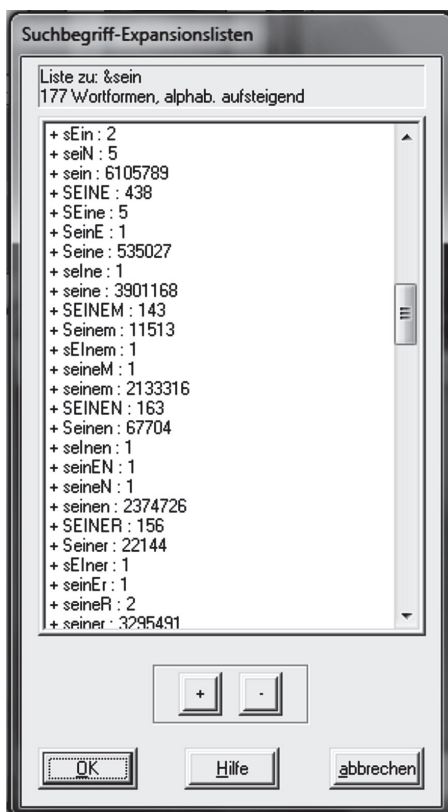 Suchbegriff-Expansionslisten
Liste zu: &sein
177 Wortformen, alphab. aufsteigend
+ sEin : 2
+ seiN : 5
+ sein : 6105789
+ SEINE : 438
+ SEine : 5
+ SeinE : 1
+ Seine : 535027
+ seIne : 1
+ seine : 3901168
+ SEINEM : 143
+ Seinem : 11513
+ sEInem : 1
+ seineM : 1
+ seinem : 2133316
+ SEINEN : 163
+ Seinen : 67704
+ seInen : 1
+ seinEN : 1
+ seineN : 1
+ seinen : 2374726
+ SEINER : 156
+ Seiner : 22144
+ sEIner : 1
+ seinEr : 1
+ seineR : 2
+ seiner : 3295491
+ -
OK Hilfe abbrechen